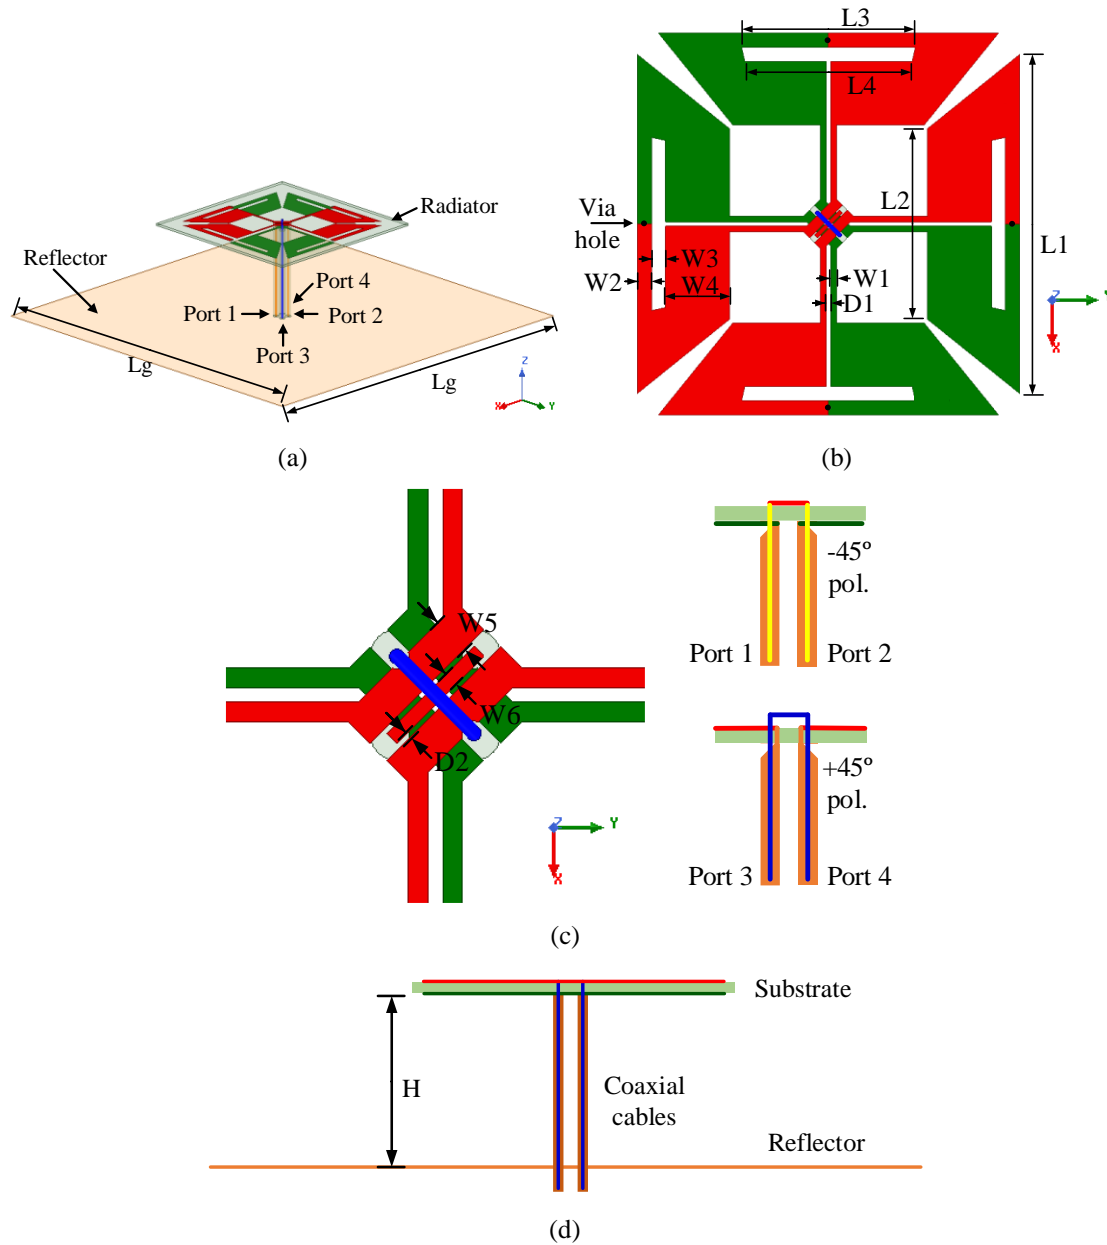 Radiator
Reflector
Port 4
Port 1
Port 2
Port 3
Lg
Lg
Z
X
Y
(a)
L3
L4
Via
hole
L2
L1
W3
W2
W4
W1
D1
Z
Y
X
(b)
W5
W6
D2
Z
Y
X
-45°
pol.
Port 1
Port 2
+45°
pol.
Port 3
Port 4
(c)
Substrate
H
Coaxial
cables
Reflector
(d)